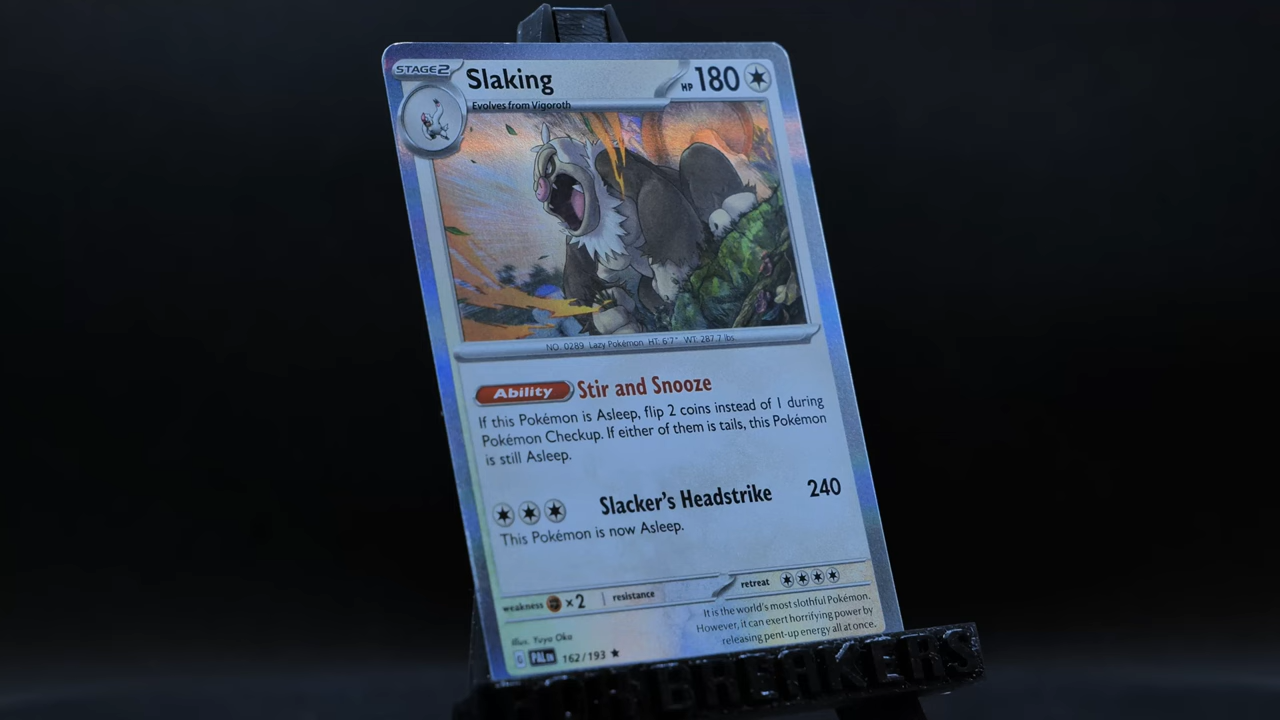 STAGE2 Slaking HP 180
Evolves from Vigoroth
NO. 0289 Lazy Pokémon HT: 6'7" WT: 287.7 lbs
Ability Stir and Snooze
If this Pokémon is Asleep, flip 2 coins instead of 1 during
Pokémon Checkup. If either of them is tails, this Pokémon
is still Asleep.
Slacker's Headstrike 240
This Pokémon is now Asleep.
weakness ×2 resistance retreat
It is the world's most slothful Pokémon.
However, it can exert horrifying power by
releasing pent-up energy all at once.
Illus. Yuya Oka
G PAL EN 162/193
BREAKERS